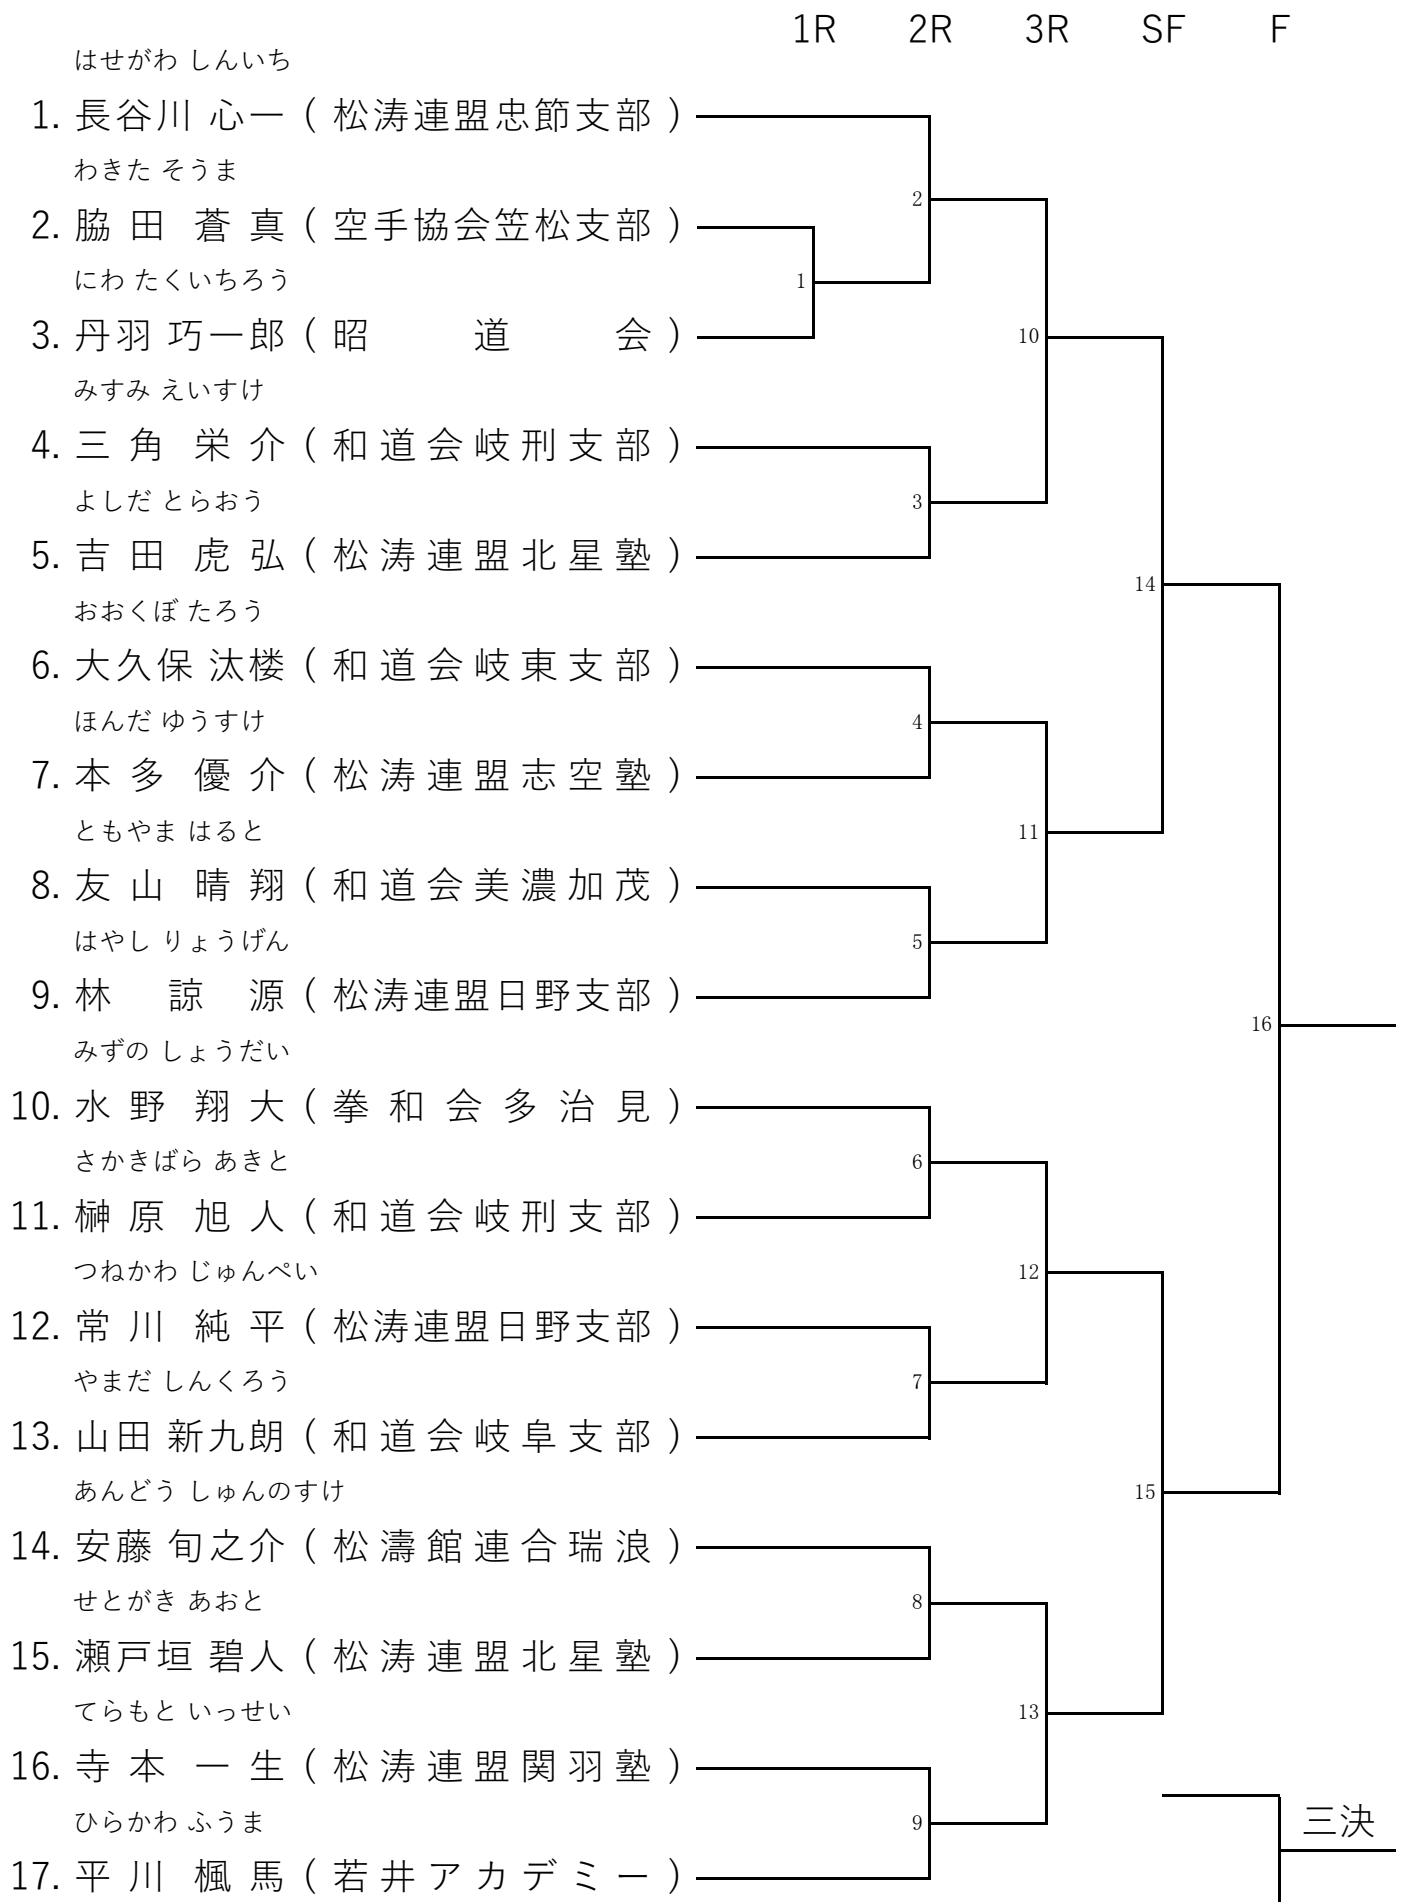 1R 2R 3R SF F
はせがわ しんいち
1. 長谷川 心一 ( 松涛連盟忠節支部 )
わきた そうま
2
2. 脇田 蒼真 ( 空手協会笠松支部 )
にわ たくいちろう
1
3. 丹羽 巧一郎 ( 昭道会 )
10
みすみ えいすけ
4. 三角 栄介 ( 和道会岐刑支部 )
よしだ とらおう
3
5. 吉田 虎弘 ( 松涛連盟北星塾 )
14
おおくぼ たろう
6. 大久保 汰楼 ( 和道会岐東支部 )
ほんだ ゆうすけ
4
7. 本多 優介 ( 松涛連盟志空塾 )
ともやま はると
11
8. 友山 晴翔 ( 和道会美濃加茂 )
はやし りょうげん
5
9. 林 諒源 ( 松涛連盟日野支部 )
16
みずの しょうだい
10. 水野 翔大 ( 拳和会多治見 )
さかきばら あきと
6
11. 榊原 旭人 ( 和道会岐刑支部 )
つねかわ じゅんぺい
12
12. 常川 純平 ( 松涛連盟日野支部 )
やまだ しんくろう
7
13. 山田 新九朗 ( 和道会岐阜支部 )
あんどう しゅんのすけ
15
14. 安藤 旬之介 ( 松濤館連合瑞浪 )
せとがき あおと
8
15. 瀬戸垣 碧人 ( 松涛連盟北星塾 )
てらもと いっせい
13
16. 寺本 一生 ( 松涛連盟関羽塾 )
ひらかわ ふうま
9
三決
17. 平川 楓馬 ( 若井アカデミー )